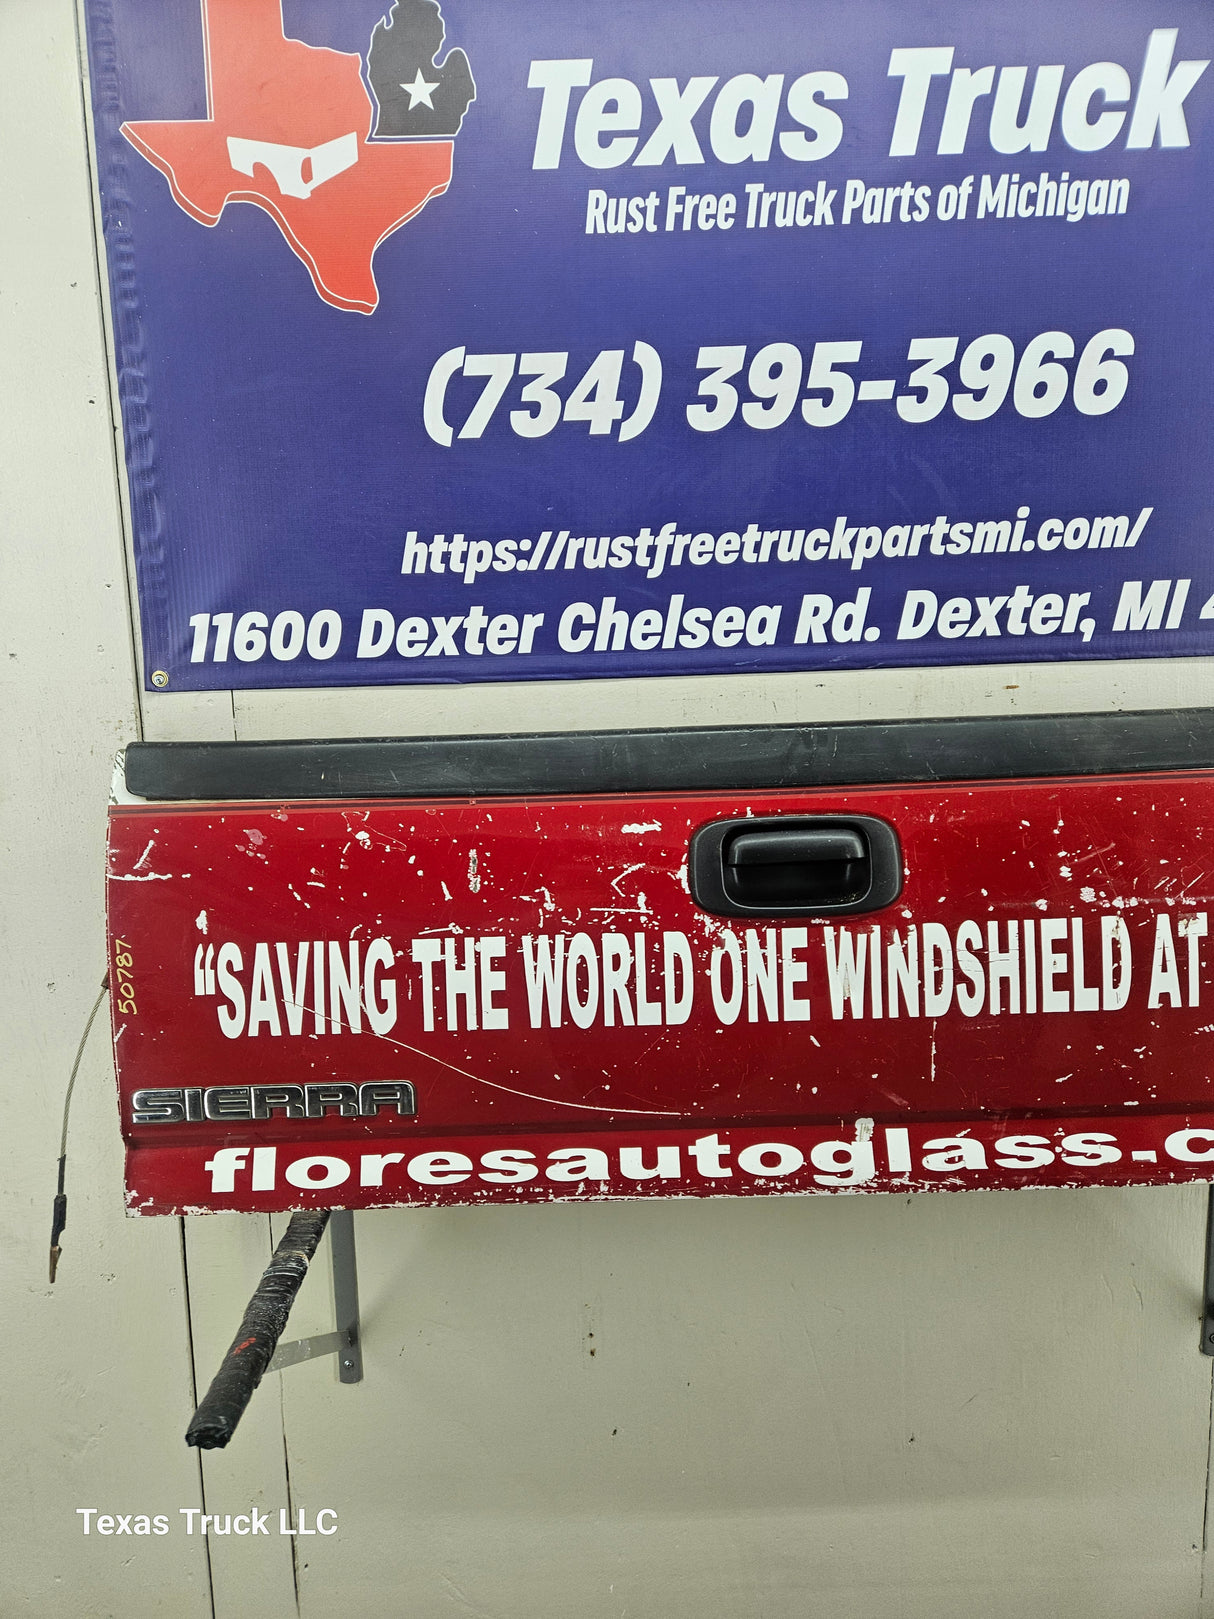 Texas Truck
Rust Free Truck Parts of Michigan
(734) 395-3966
https://rustfreetruckpartsmi.com/
11600 Dexter Chelsea Rd. Dexter, MI 4
50787
“SAVING THE WORLD ONE WINDSHIELD AT
SIERRA
floresautoglass.c
Texas Truck LLC